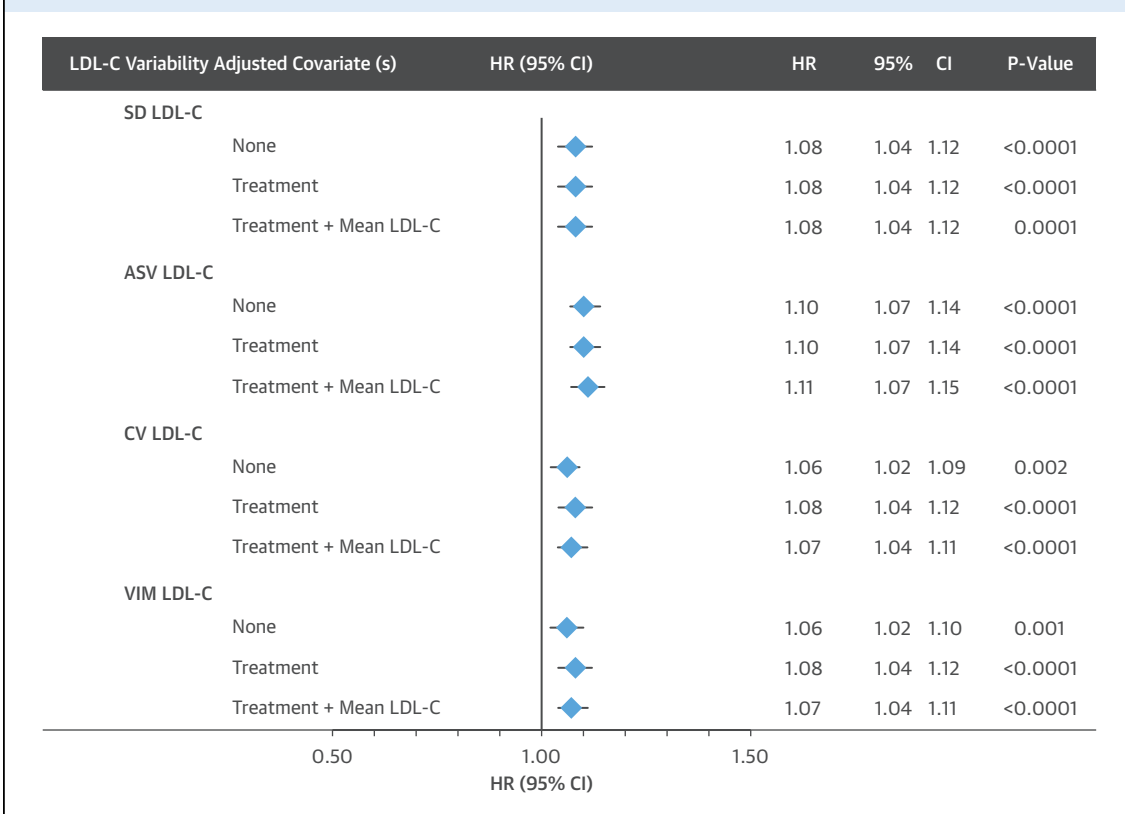 LDL-C Variability Adjusted Covariate (s) HR (95% CI) HR 95% CI P-Value
SD LDL-C
None 1.08 1.04 1.12 <0.0001
Treatment 1.08 1.04 1.12 <0.0001
Treatment + Mean LDL-C 1.08 1.04 1.12 0.0001
ASV LDL-C
None 1.10 1.07 1.14 <0.0001
Treatment 1.10 1.07 1.14 <0.0001
Treatment + Mean LDL-C 1.11 1.07 1.15 <0.0001
CV LDL-C
None 1.06 1.02 1.09 0.002
Treatment 1.08 1.04 1.12 <0.0001
Treatment + Mean LDL-C 1.07 1.04 1.11 <0.0001
VIM LDL-C
None 1.06 1.02 1.10 0.001
Treatment 1.08 1.04 1.12 <0.0001
Treatment + Mean LDL-C 1.07 1.04 1.11 <0.0001
0.50 1.00 1.50
HR (95% CI)